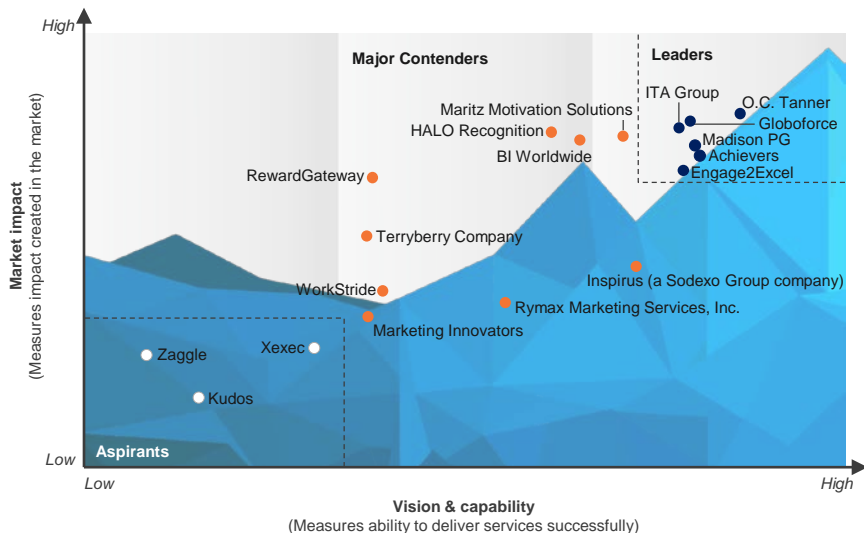 High
Major Contenders
Leaders
ITA Group
O.C. Tanner
Maritz Motivation Solutions
Globoforce
HALO Recognition
Madison PG
BI Worldwide
Achievers
Engage2Excel
RewardGateway
Terryberry Company
Inspirus (a Sodexo Group company)
WorkStride
Rymax Marketing Services, Inc.
Marketing Innovators
Xexec
Zaggle
Kudos
Aspirants
Market impact
(Measures impact created in the market)
Low
Low
High
Vision & capability
(Measures ability to deliver services successfully)